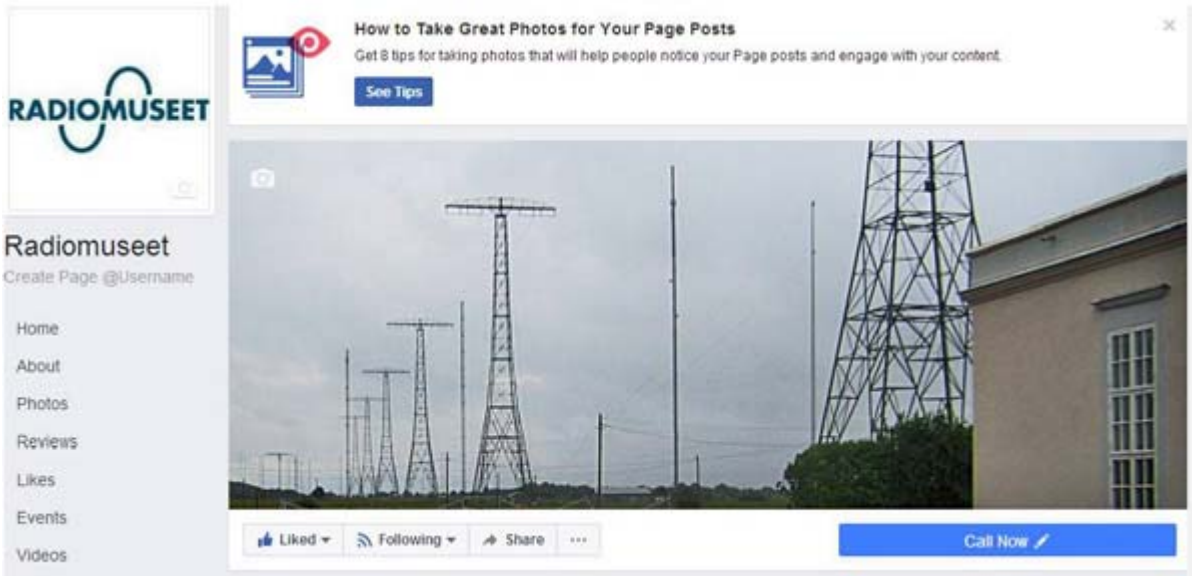 RADIOMUSEET
How to Take Great Photos for Your Page Posts
Get 8 tips for taking photos that will help people notice your Page posts and engage with your content.
See Tips
Radiomuseet
Create Page @Username
Home
About
Photos
Reviews
Likes
Events
Videos
Liked
Following
Share
Call Now